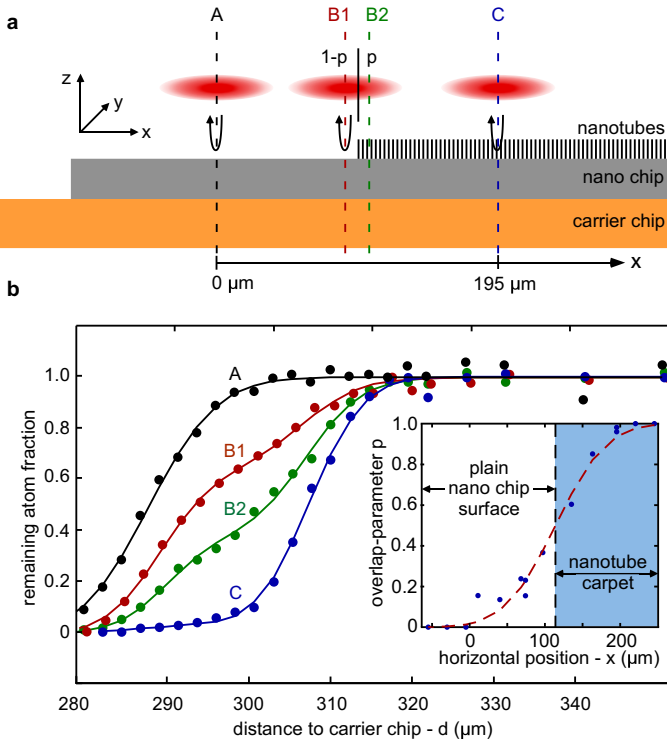 a
A B1 B2 C
1-p p
z
y
x
nanotubes
nano chip
carrier chip
x
0 µm 195 µm
b
1.0
0.8
0.6
0.4
0.2
0
remaining atom fraction
A
B1
B2
C
280 290 300 310 320 330 340
distance to carrier chip - d (µm)
1.0
0.8
0.6
0.4
0.2
0
overlap-parameter p
plain
nano chip
surface
nanotube
carpet
0 100 200
horizontal position - x (µm)